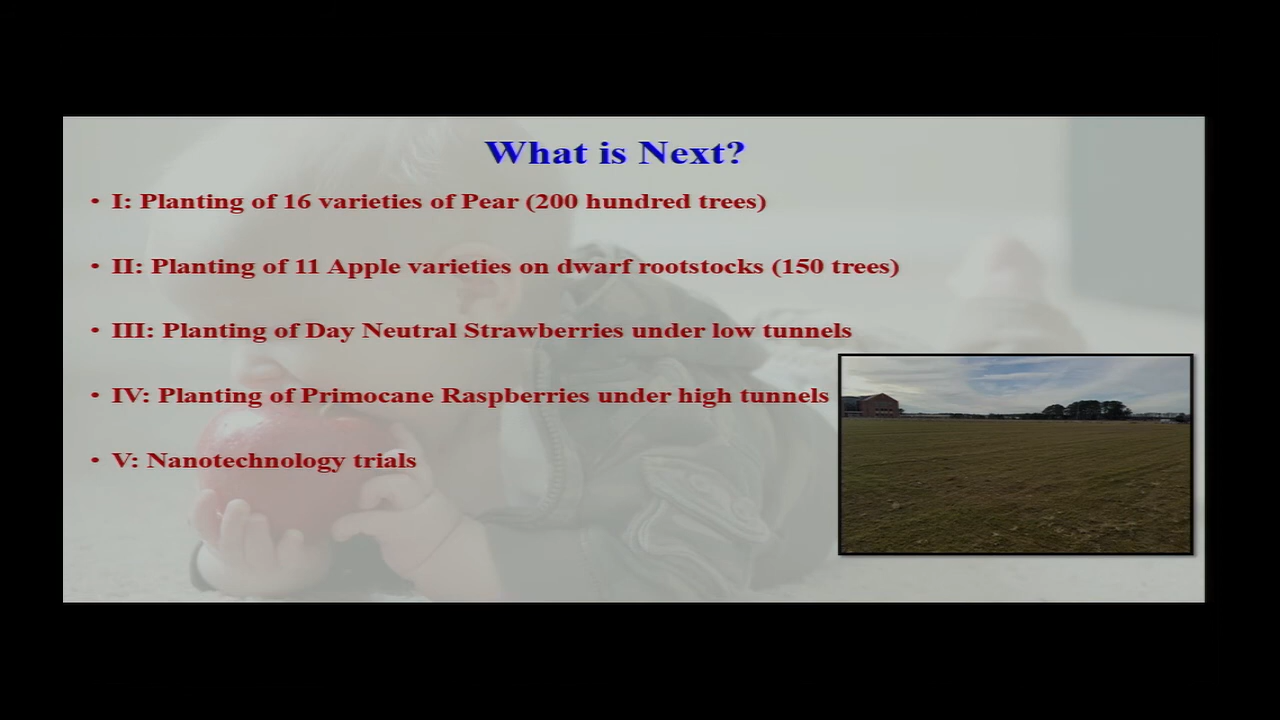 What is Next?
• I: Planting of 16 varieties of Pear (200 hundred trees)
• II: Planting of 11 Apple varieties on dwarf rootstocks (150 trees)
• III: Planting of Day Neutral Strawberries under low tunnels
• IV: Planting of Primocane Raspberries under high tunnels
• V: Nanotechnology trials